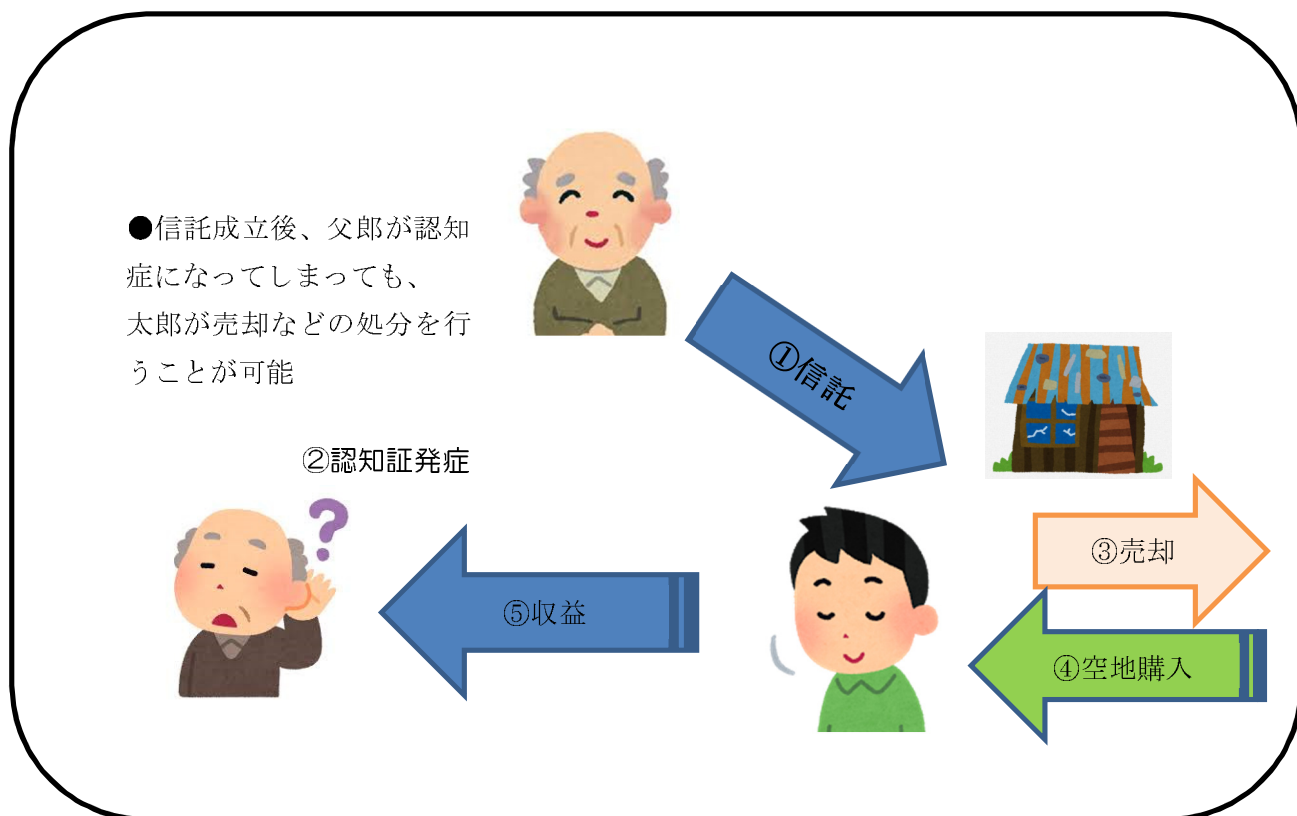 ●信託成立後、父郎が認知
症になってしまっても、
太郎が売却などの処分を行
うことが可能
①信託
②認知証発症
③売却
④空地購入
⑤収益